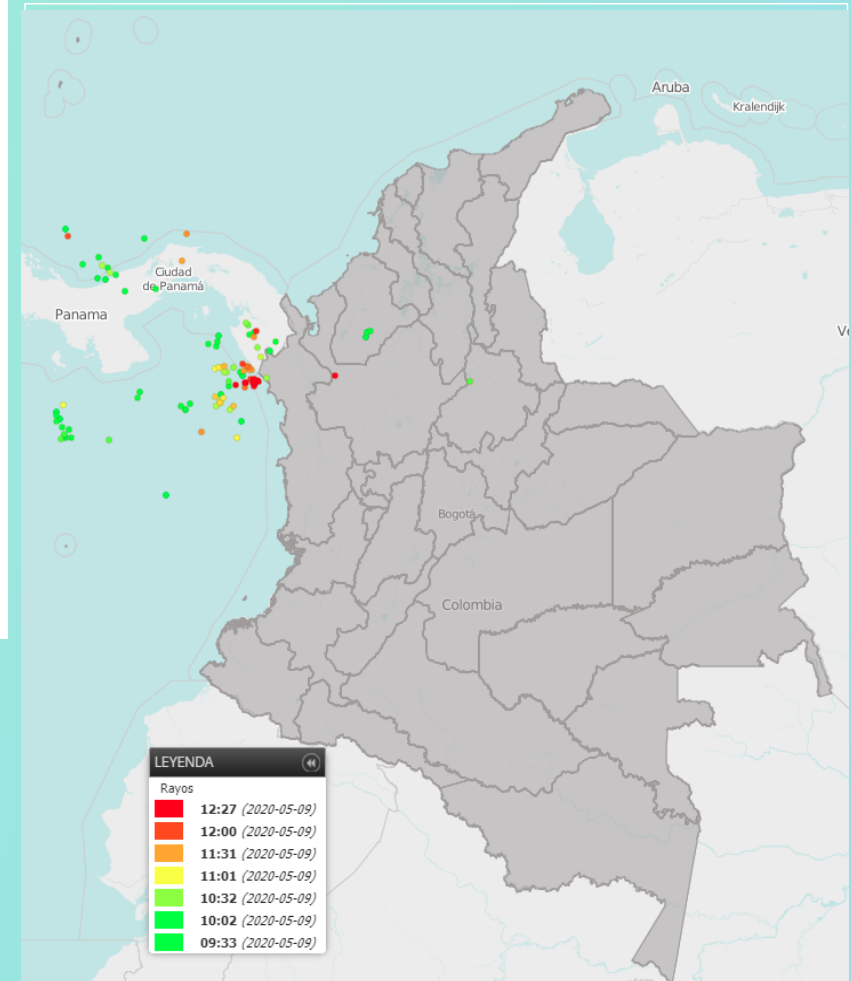 Aruba
Kralendijk
Ciudad
de Panamá
Panama
Bogotá
Colombia
LEYENDA
Rayos
12:27 (2020-05-09)
12:00 (2020-05-09)
11:31 (2020-05-09)
11:01 (2020-05-09)
10:32 (2020-05-09)
10:02 (2020-05-09)
09:33 (2020-05-09)